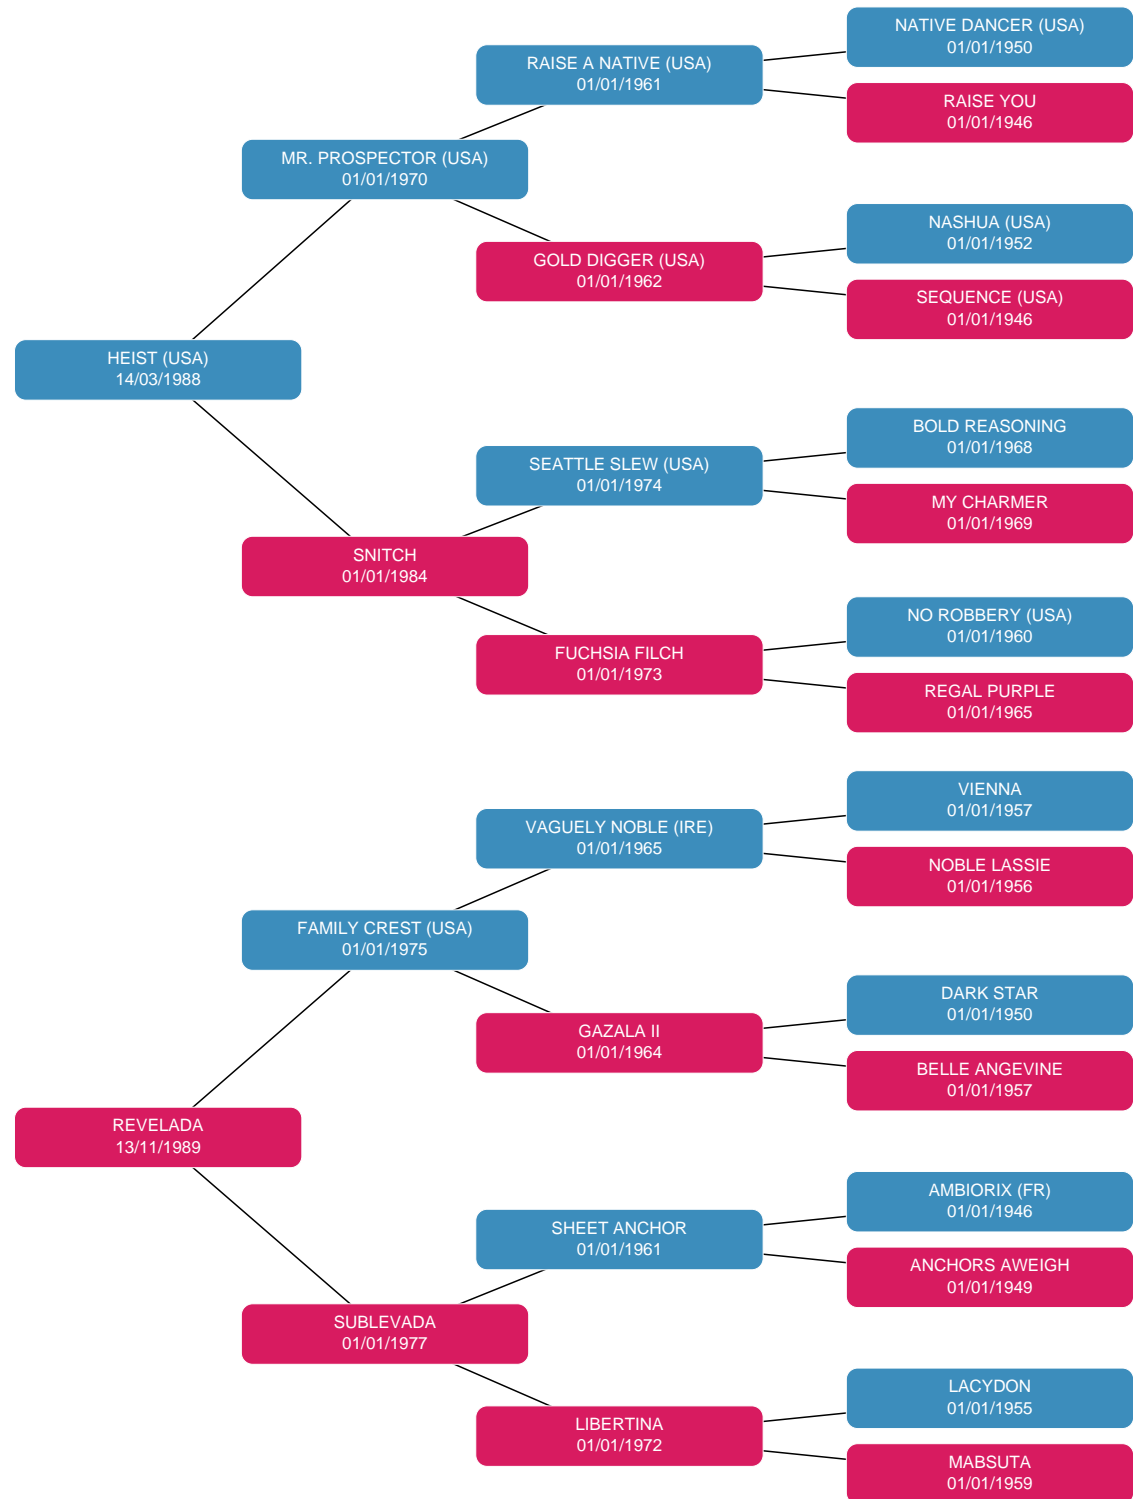 NATIVE DANCER (USA)
01/01/1950
RAISE A NATIVE (USA)
01/01/1961
RAISE YOU
01/01/1946
MR. PROSPECTOR (USA)
01/01/1970
NASHUA (USA)
01/01/1952
GOLD DIGGER (USA)
01/01/1962
SEQUENCE (USA)
01/01/1946
HEIST (USA)
14/03/1988
BOLD REASONING
01/01/1968
SEATTLE SLEW (USA)
01/01/1974
MY CHARMER
01/01/1969
SNITCH
01/01/1984
NO ROBBERY (USA)
01/01/1960
FUCHSIA FILCH
01/01/1973
REGAL PURPLE
01/01/1965
VIENNA
01/01/1957
VAGUELY NOBLE (IRE)
01/01/1965
NOBLE LASSIE
01/01/1956
FAMILY CREST (USA)
01/01/1975
DARK STAR
01/01/1950
GAZALA II
01/01/1964
BELLE ANGEVINE
01/01/1957
REVELADA
13/11/1989
AMBIORIX (FR)
01/01/1946
SHEET ANCHOR
01/01/1961
ANCHORS AWEIGH
01/01/1949
SUBLEVADA
01/01/1977
LACYDON
01/01/1955
LIBERTINA
01/01/1972
MABSUTA
01/01/1959